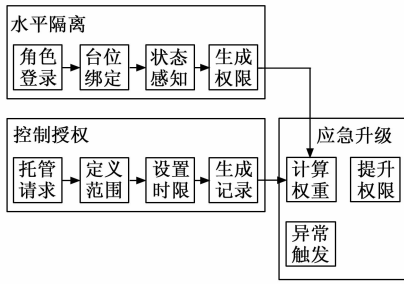 水平隔离
角色
登录
台位
绑定
状态
感知
生成
权限
控制授权
托管
请求
定义
范围
设置
时限
生成
记录
应急升级
计算
权重
提升
权限
异常
触发